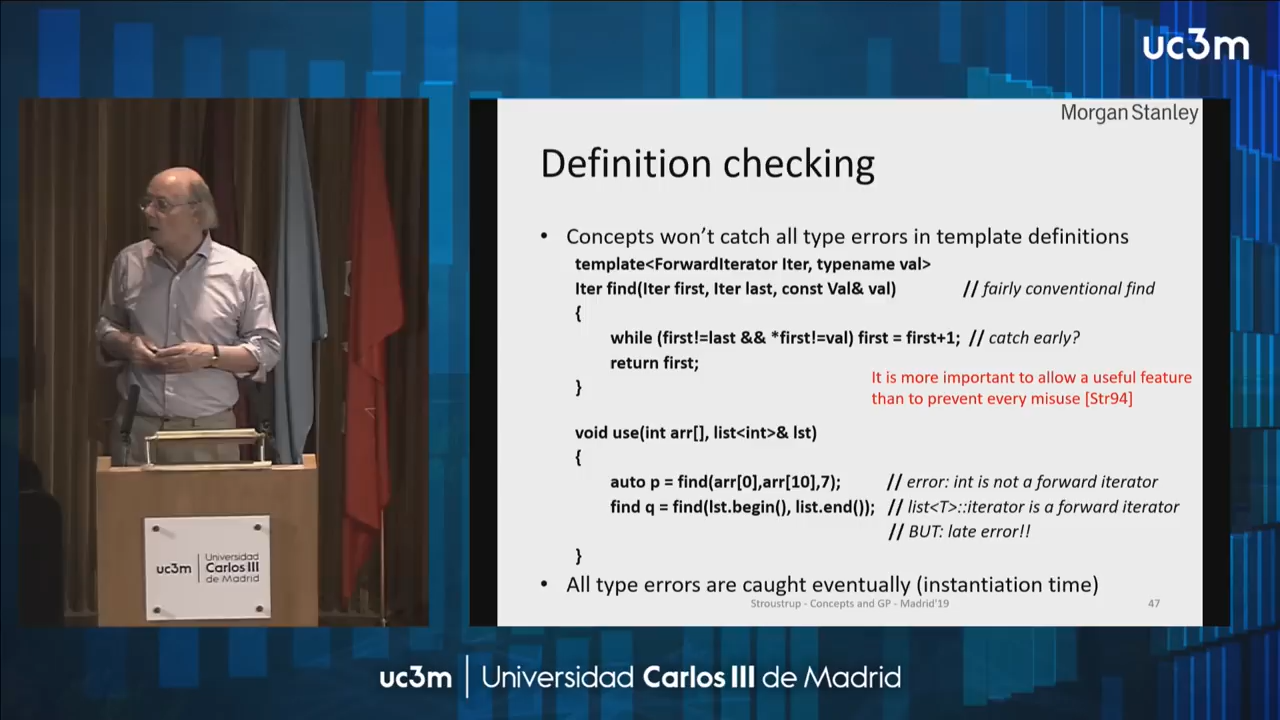 uc3m
Morgan Stanley
Definition checking
• Concepts won't catch all type errors in template definitions
template<ForwardIterator Iter, typename val>
Iter find(Iter first, Iter last, const Val& val) // fairly conventional find
{
while (first!=last && *first!=val) first = first+1; // catch early?
return first;
}
It is more important to allow a useful feature
than to prevent every misuse [Str94]
void use(int arr[], list<int>& lst)
{
auto p = find(arr[0],arr[10],7); // error: int is not a forward iterator
find q = find(lst.begin(), list.end()); // list<T>::iterator is a forward iterator
// BUT: late error!!
}
• All type errors are caught eventually (instantiation time)
Stroustrup - Concepts and GP - Madrid'19 47
uc3m
Universidad
Carlos III
de Madrid
uc3m | Universidad Carlos III de Madrid